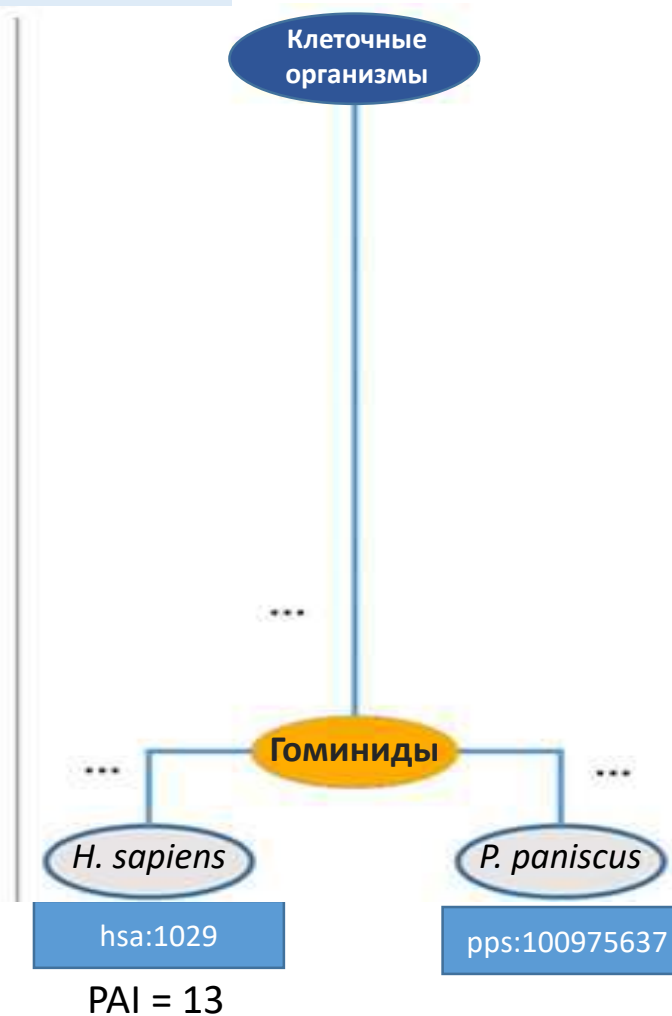 Клеточные
организмы
...
Гоминиды
...
...
H. sapiens
P. paniscus
hsa:1029
pps:100975637
PAI = 13